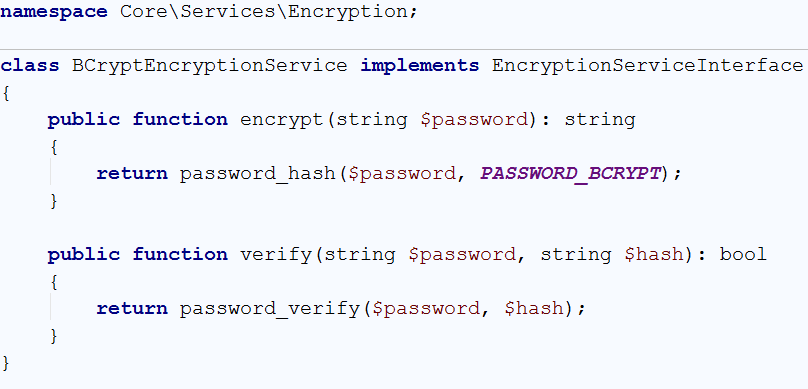 namespace Core\Services\Encryption;
class BCryptEncryptionService implements EncryptionServiceInterface
{
    public function encrypt(string $password): string
    {
        return password_hash($password, PASSWORD_BCRYPT);
    }
    public function verify(string $password, string $hash): bool
    {
        return password_verify($password, $hash);
    }
}